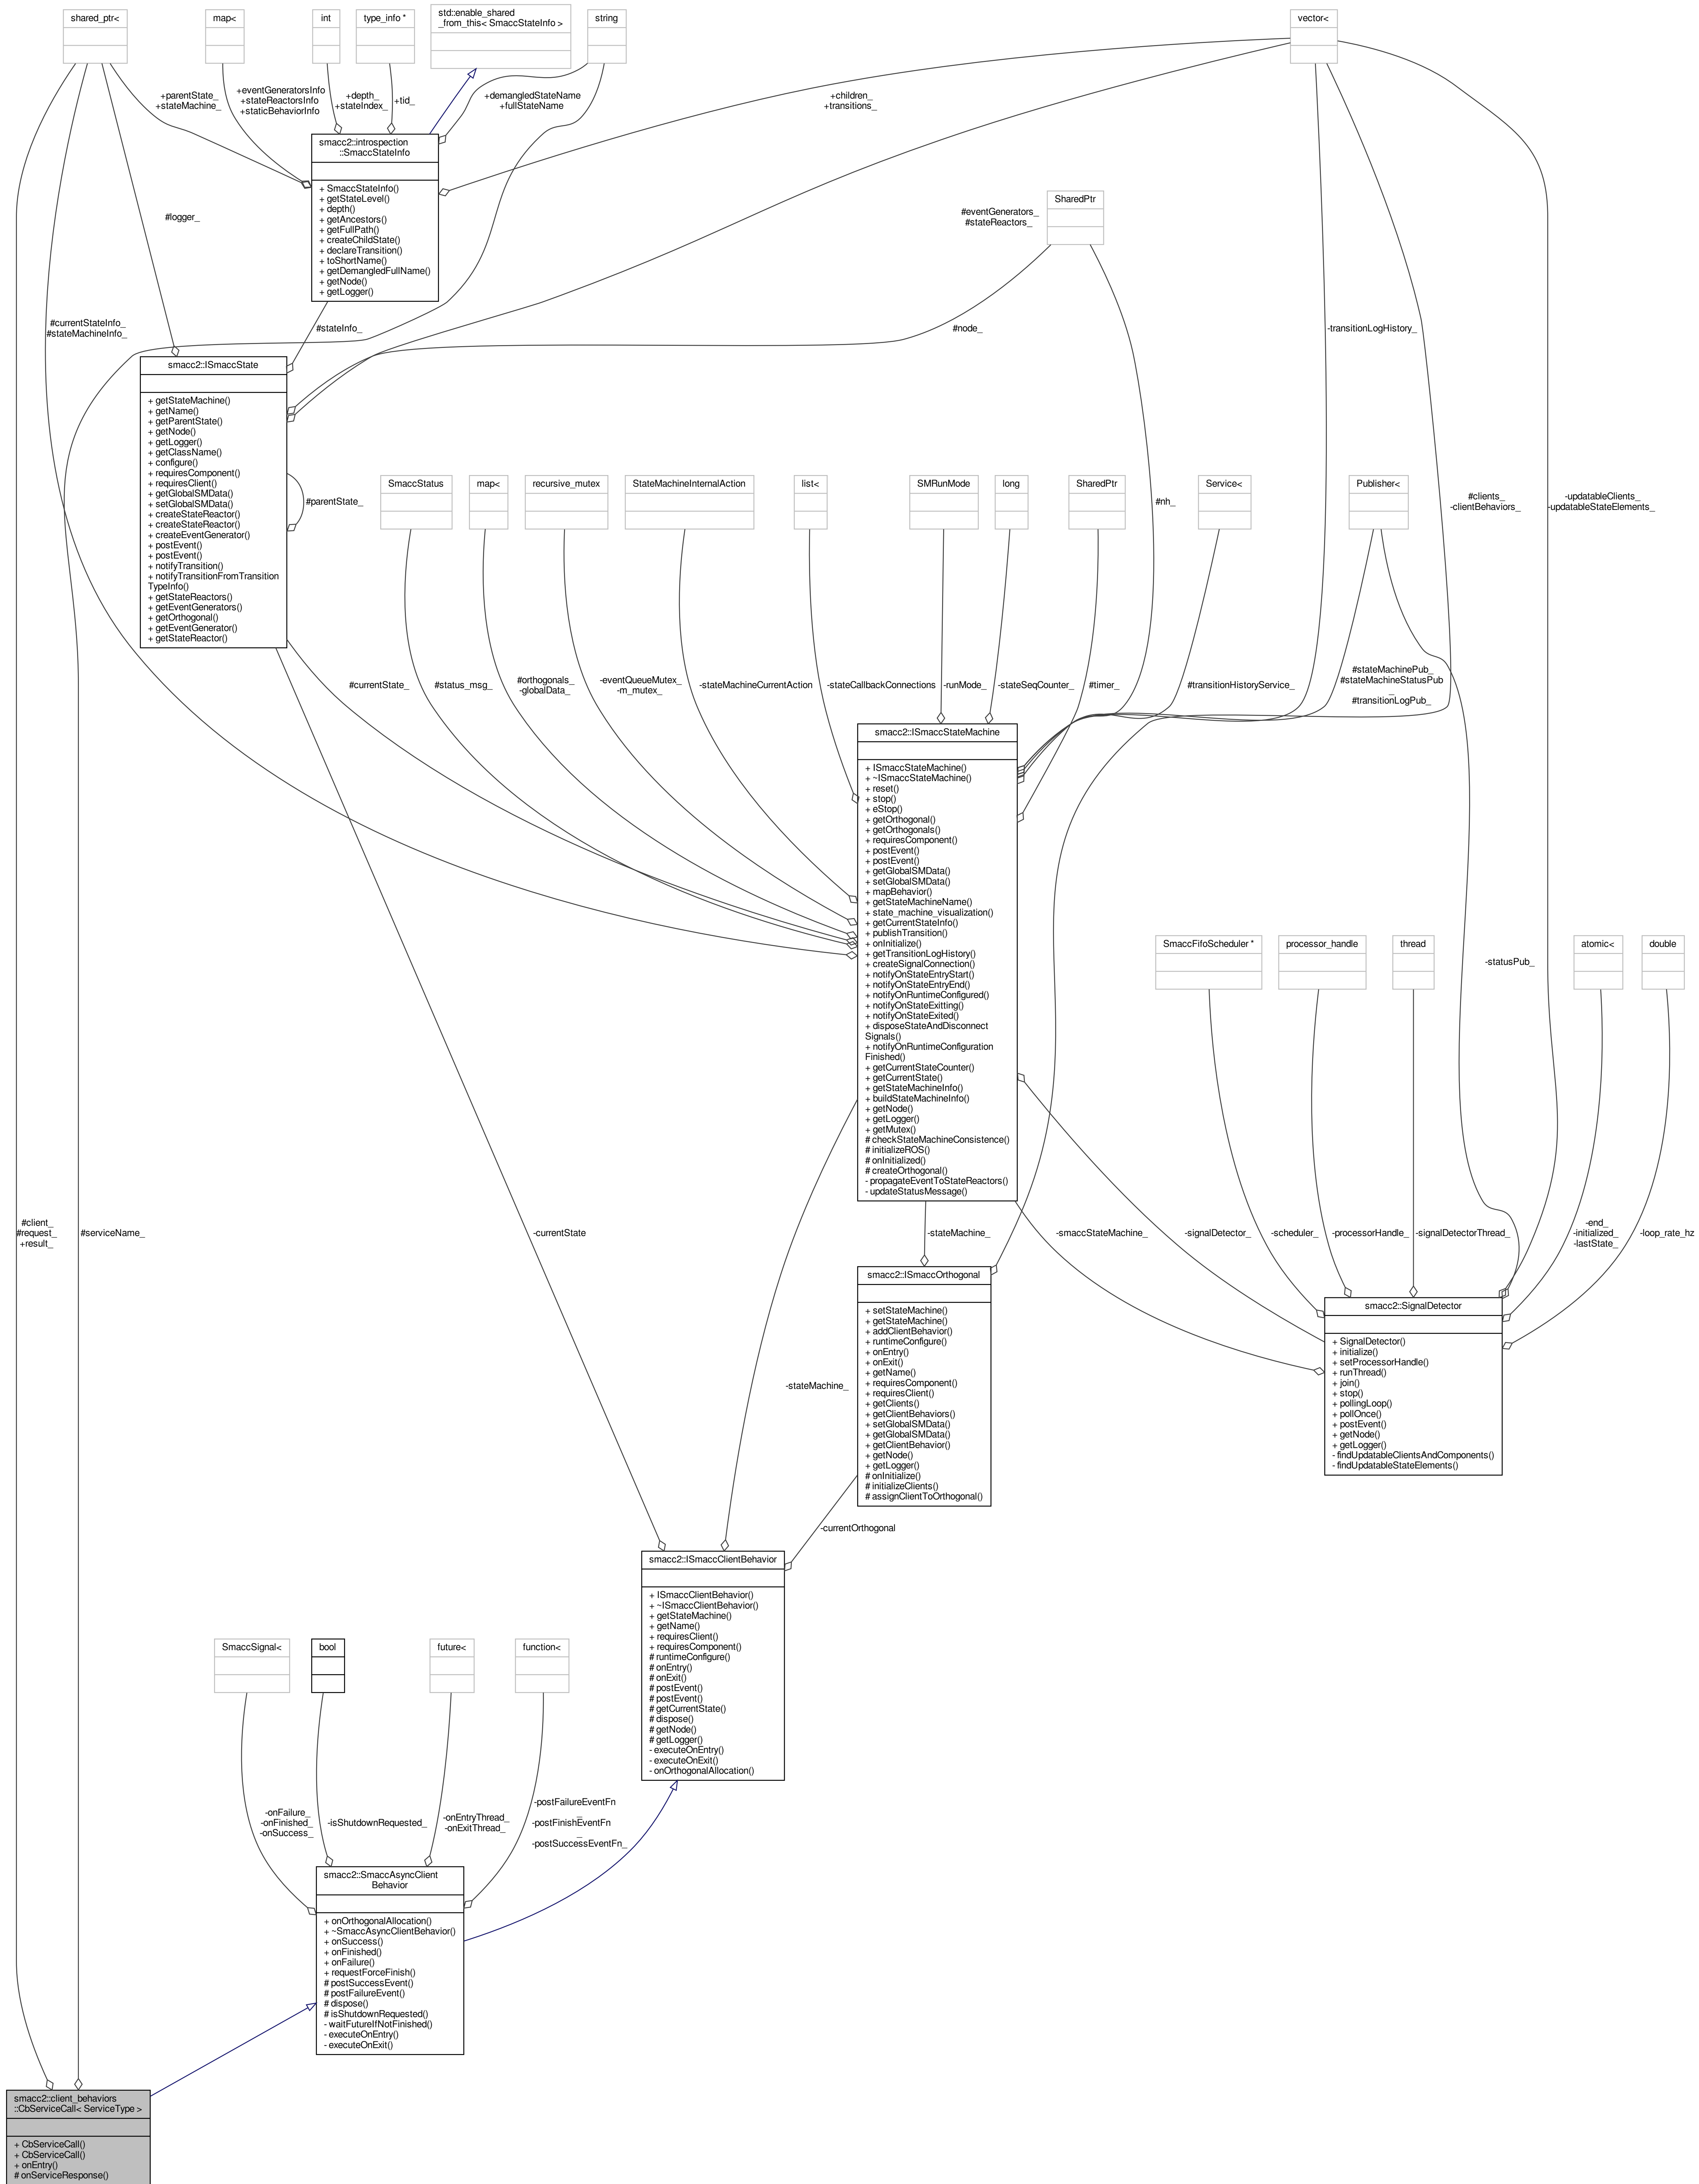 shared_ptr<
map<
int
type_info *
std::enable_shared
_from_this< SmaccStateInfo >
string
vector<
+parentState_
+stateMachine_
+eventGeneratorsInfo
+stateReactorsInfo
+staticBehaviorInfo
+depth_
+stateIndex_
+tid_
+demangledStateName
+fullStateName
+children_
+transitions_
smacc2::introspection
::SmaccStateInfo
+ SmaccStateInfo()
+ getStateLevel()
+ depth()
+ getAncestors()
+ getFullPath()
+ createChildState()
+ declareTransition()
+ toShortName()
+ getDemangledFullName()
+ getNode()
+ getLogger()
#logger_
#eventGenerators_
#stateReactors_
SharedPtr
#currentStateInfo_
#stateMachineInfo_
#stateInfo_
#node_
-transitionLogHistory_
smacc2::ISmaccState
+ getStateMachine()
+ getName()
+ getParentState()
+ getNode()
+ getLogger()
+ getClassName()
+ configure()
+ requiresComponent()
+ requiresClient()
+ getGlobalSMData()
+ setGlobalSMData()
+ createStateReactor()
+ createStateReactor()
+ createEventGenerator()
+ postEvent()
+ postEvent()
+ notifyTransition()
+ notifyTransitionFromTransition
TypeInfo()
+ getStateReactors()
+ getEventGenerators()
+ getOrthogonal()
+ getEventGenerator()
+ getStateReactor()
#parentState_
SmaccStatus
map<
recursive_mutex
StateMachineInternalAction
list<
SMRunMode
long
SharedPtr
#nh_
Service<
Publisher<
#clients_
-clientBehaviors_
-updatableClients_
-updatableStateElements_
#currentState_
#status_msg_
#orthogonals_
-globalData_
-eventQueueMutex_
-m_mutex_
-stateMachineCurrentAction
-stateCallbackConnections
-runMode_
-stateSeqCounter_
#timer_
#transitionHistoryService_
#stateMachinePub_
#stateMachineStatusPub
_
#transitionLogPub_
smacc2::ISmaccStateMachine
+ ISmaccStateMachine()
+ ~ISmaccStateMachine()
+ reset()
+ stop()
+ eStop()
+ getOrthogonal()
+ getOrthogonals()
+ requiresComponent()
+ postEvent()
+ postEvent()
+ getGlobalSMData()
+ setGlobalSMData()
+ mapBehavior()
+ getStateMachineName()
+ state_machine_visualization()
+ getCurrentStateInfo()
+ publishTransition()
+ onInitialize()
+ getTransitionLogHistory()
+ createSignalConnection()
+ notifyOnStateEntryStart()
+ notifyOnStateEntryEnd()
+ notifyOnRuntimeConfigured()
+ notifyOnStateExitting()
+ notifyOnStateExited()
+ disposeStateAndDisconnect
Signals()
+ notifyOnRuntimeConfiguration
Finished()
+ getCurrentStateCounter()
+ getCurrentState()
+ getStateMachineInfo()
+ buildStateMachineInfo()
+ getNode()
+ getLogger()
+ getMutex()
# checkStateMachineConsistence()
# initializeROS()
# onInitialized()
# createOrthogonal()
- propagateEventToStateReactors()
- updateStatusMessage()
SmaccFifoScheduler *
processor_handle
thread
-statusPub_
atomic<
double
#client_
#request_
+result_
#serviceName_
-currentState
-stateMachine_
-smaccStateMachine_
-signalDetector_
-scheduler_
-processorHandle_
-signalDetectorThread_
-end_
-initialized_
-lastState_
-loop_rate_hz
smacc2::ISmaccOrthogonal
+ setStateMachine()
+ getStateMachine()
+ addClientBehavior()
+ runtimeConfigure()
+ onEntry()
+ onExit()
+ getName()
+ requiresComponent()
+ requiresClient()
+ getClients()
+ getClientBehaviors()
+ setGlobalSMData()
+ getGlobalSMData()
+ getClientBehavior()
+ getNode()
+ getLogger()
# onInitialize()
# initializeClients()
# assignClientToOrthogonal()
smacc2::SignalDetector
+ SignalDetector()
+ initialize()
+ setProcessorHandle()
+ runThread()
+ join()
+ stop()
+ pollingLoop()
+ pollOnce()
+ postEvent()
+ getNode()
+ getLogger()
- findUpdatableClientsAndComponents()
- findUpdatableStateElements()
-stateMachine_
-currentOrthogonal
smacc2::ISmaccClientBehavior
+ ISmaccClientBehavior()
+ ~ISmaccClientBehavior()
+ getStateMachine()
+ getName()
+ requiresClient()
+ requiresComponent()
# runtimeConfigure()
# onEntry()
# onExit()
# postEvent()
# postEvent()
# getCurrentState()
# dispose()
# getNode()
# getLogger()
- executeOnEntry()
- executeOnExit()
- onOrthogonalAllocation()
SmaccSignal<
bool
future<
function<
-onFailure_
-onFinished_
-onSuccess_
-isShutdownRequested_
-onEntryThread_
-onExitThread_
-postFailureEventFn
_
-postFinishEventFn
_
-postSuccessEventFn_
smacc2::SmaccAsyncClient
Behavior
+ onOrthogonalAllocation()
+ ~SmaccAsyncClientBehavior()
+ onSuccess()
+ onFinished()
+ onFailure()
+ requestForceFinish()
# postSuccessEvent()
# postFailureEvent()
# dispose()
# isShutdownRequested()
- waitFutureIfNotFinished()
- executeOnEntry()
- executeOnExit()
smacc2::client_behaviors
::CbServiceCall< ServiceType >
+ CbServiceCall()
+ CbServiceCall()
+ onEntry()
# onServiceResponse()